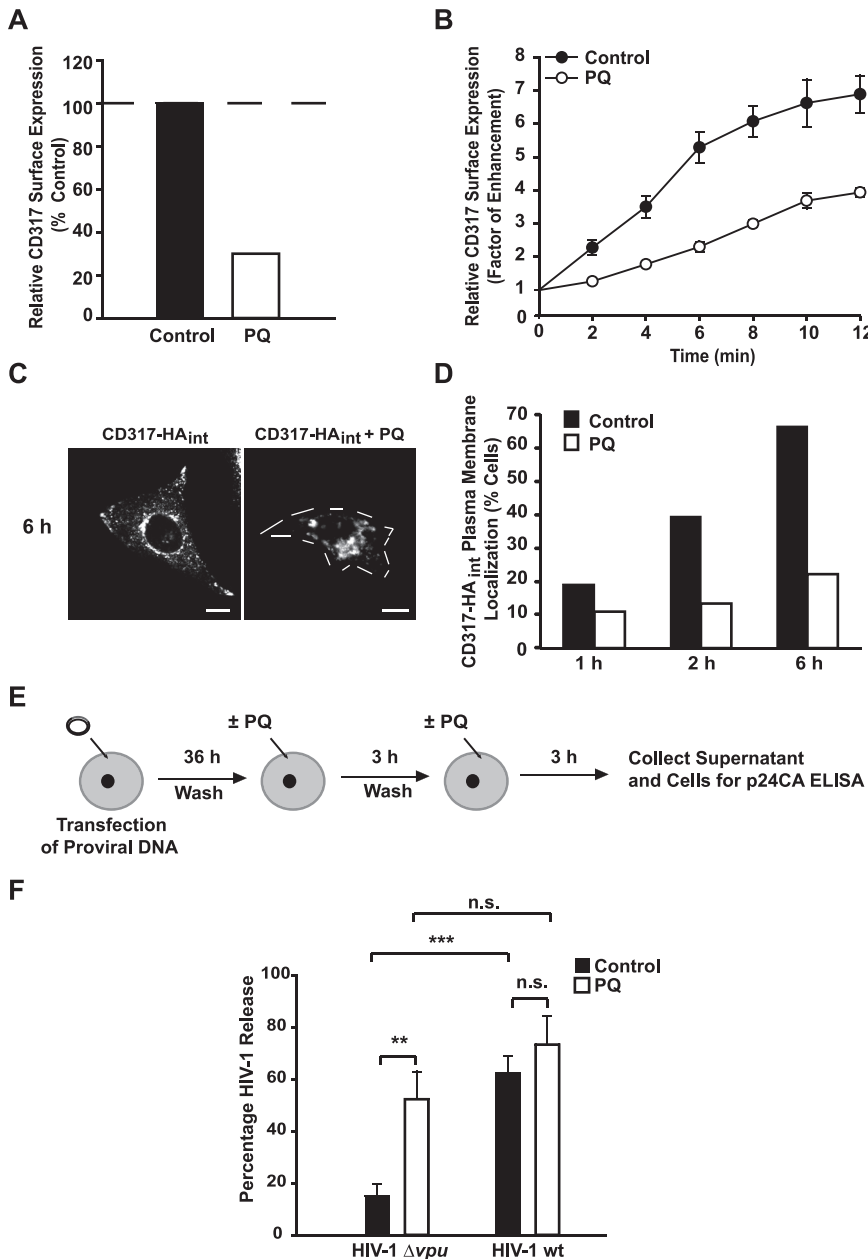 A
Relative CD317 Surface Expression
(% Control)
120
100
80
60
40
20
0
Control
PQ
B
Relative CD317 Surface Expression
(Factor of Enhancement)
8
7
6
5
4
3
2
1
0
Control
PQ
0
2
4
6
8
10
12
Time (min)
C
CD317-HAint
CD317-HAint + PQ
6 h
D
CD317-HAint Plasma Membrane
Localization (% Cells)
70
60
50
40
30
20
10
0
Control
PQ
1 h
2 h
6 h
E
± PQ
± PQ
36 h
Wash
3 h
Wash
3 h
Collect Supernatant
and Cells for p24CA ELISA
Transfection
of Proviral DNA
F
n.s.
***
n.s.
**
Control
PQ
Percentage HIV-1 Release
100
80
60
40
20
0
HIV-1 Δvpu
HIV-1 wt